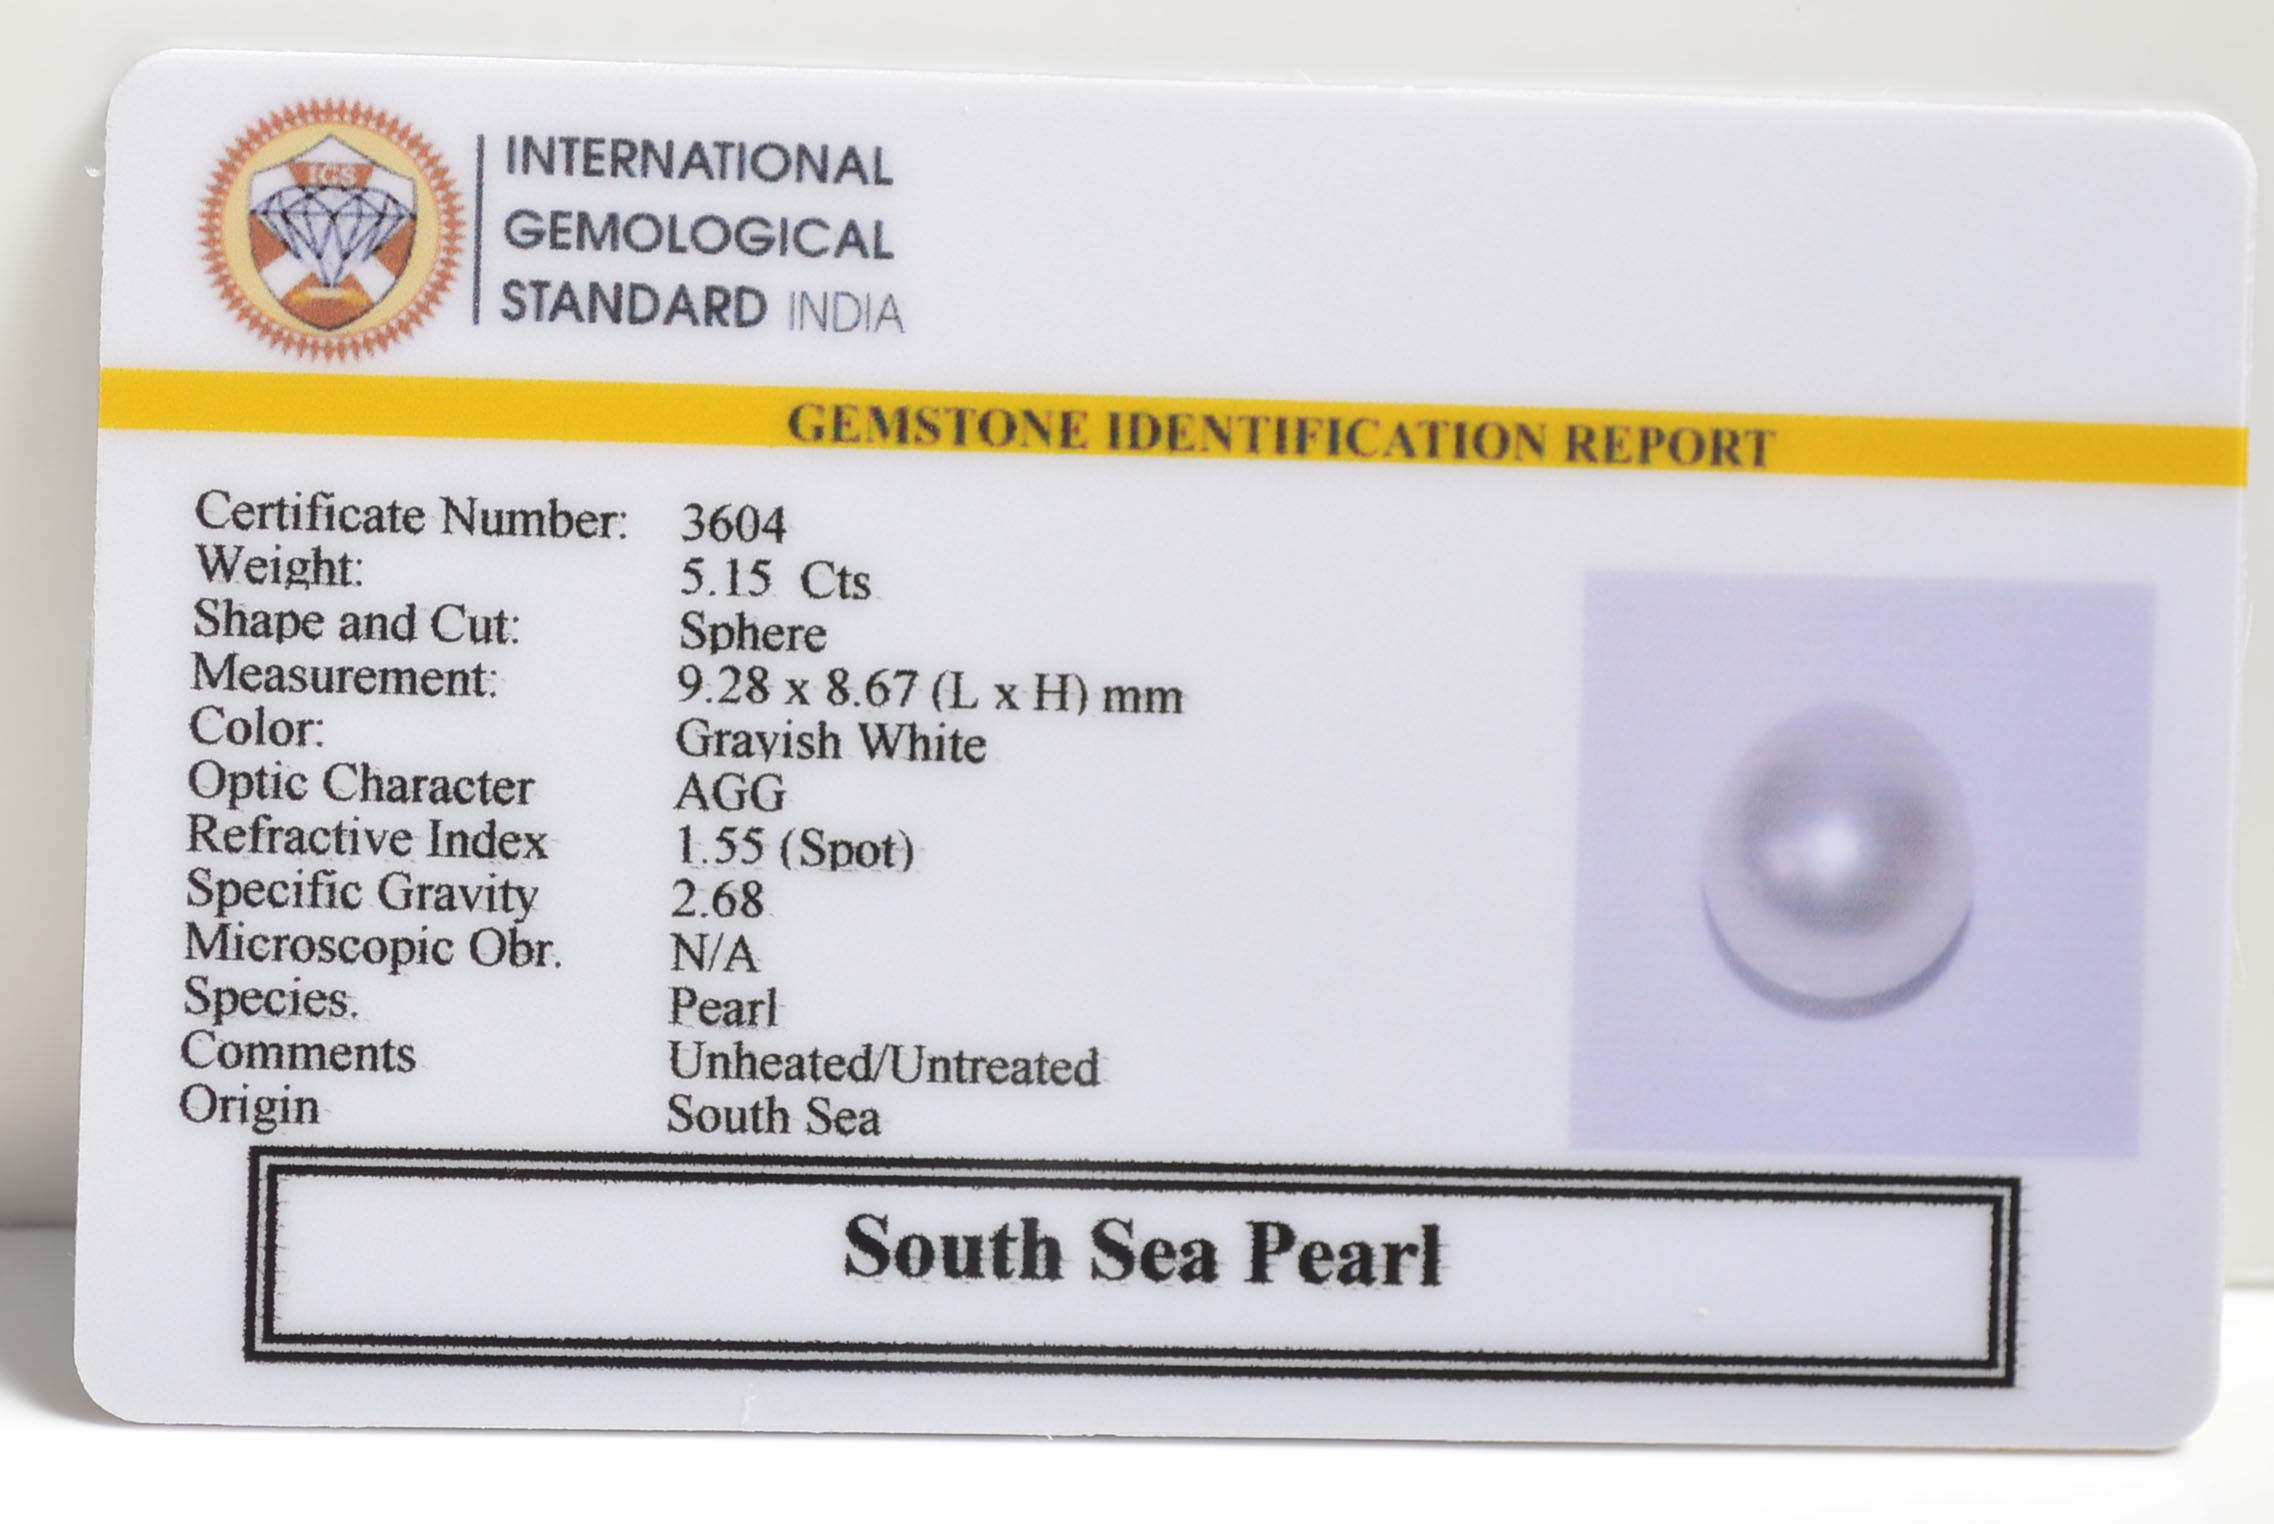 IGS
INTERNATIONAL
GEMOLOGICAL
STANDARD INDIA
GEMSTONE IDENTIFICATION REPORT
Certificate Number: 3604
Weight: 5.15 Cts
Shape and Cut: Sphere
Measurement: 9.28 x 8.67 (L x H) mm
Color: Grayish White
Optic Character AGG
Refractive Index 1.55 (Spot)
Specific Gravity 2.68
Microscopic Obr. N/A
Species. Pearl
Comments Unheated/Untreated
Origin South Sea
South Sea Pearl